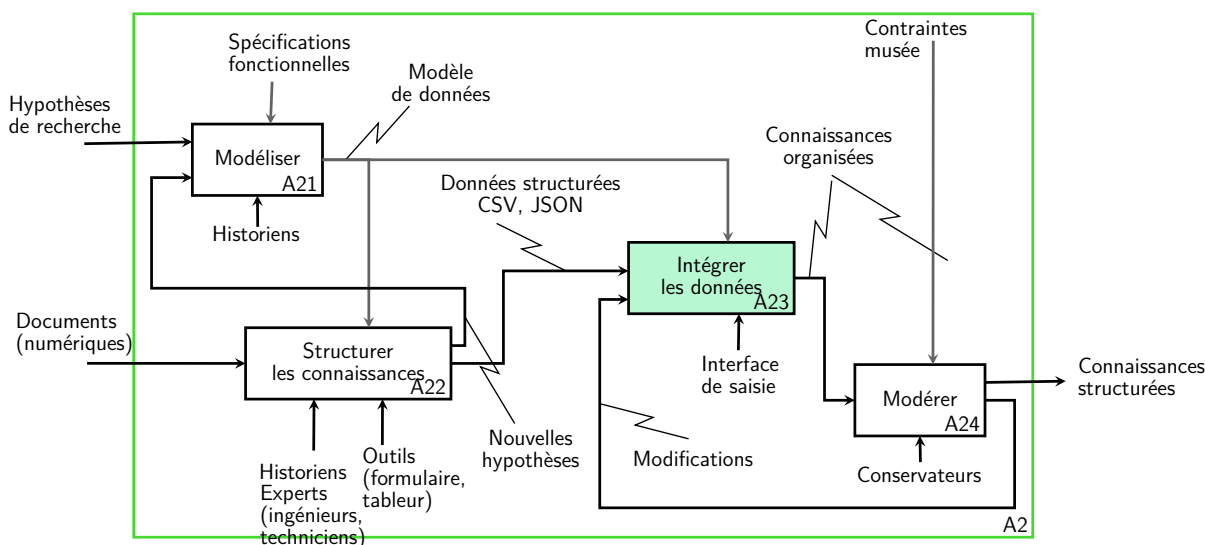 Contraintes
musée
Spécifications
fonctionnelles
Modèle
de données
Hypothèses
de recherche
Modéliser
A21
Historiens
Connaissances
organisées
Données structurées
CSV, JSON
Intégrer
les données
A23
Interface
de saisie
Documents
(numériques)
Structurer
les connaissances
A22
Nouvelles
hypothèses
Historiens
Experts
(ingénieurs,
techniciens)
Outils
(formulaire,
tableur)
Modifications
Modérer
A24
Conservateurs
Connaissances
structurées
A2